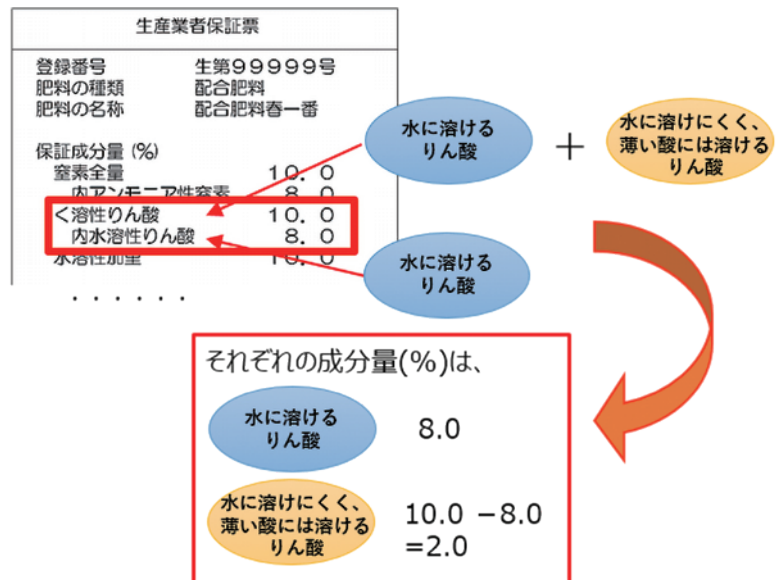 生産業者保証票
登録番号 生第99999号
肥料の種類 配合肥料
肥料の名称 配合肥料春一番
保証成分量 (%)
窒素全量 10.0
内アンモニア性窒素 8.0
く溶性りん酸 10.0
内水溶性りん酸 8.0
水溶性加里 10.0
・・・・・・
水に溶ける
りん酸
+
水に溶けにくく、
薄い酸には溶ける
りん酸
水に溶ける
りん酸
それぞれの成分量(%)は、
水に溶ける
りん酸
8.0
水に溶けにくく、
薄い酸には溶ける
りん酸
10.0 -8.0
=2.0